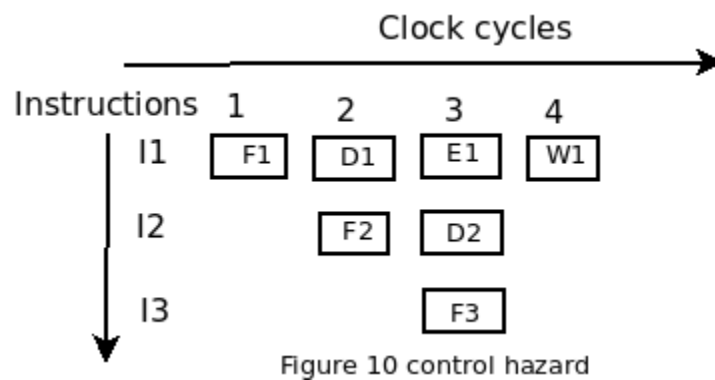 Clock cycles
Instructions 1 2 3 4
I1 F1 D1 E1 W1
I2 F2 D2
I3 F3
Figure 10 control hazard